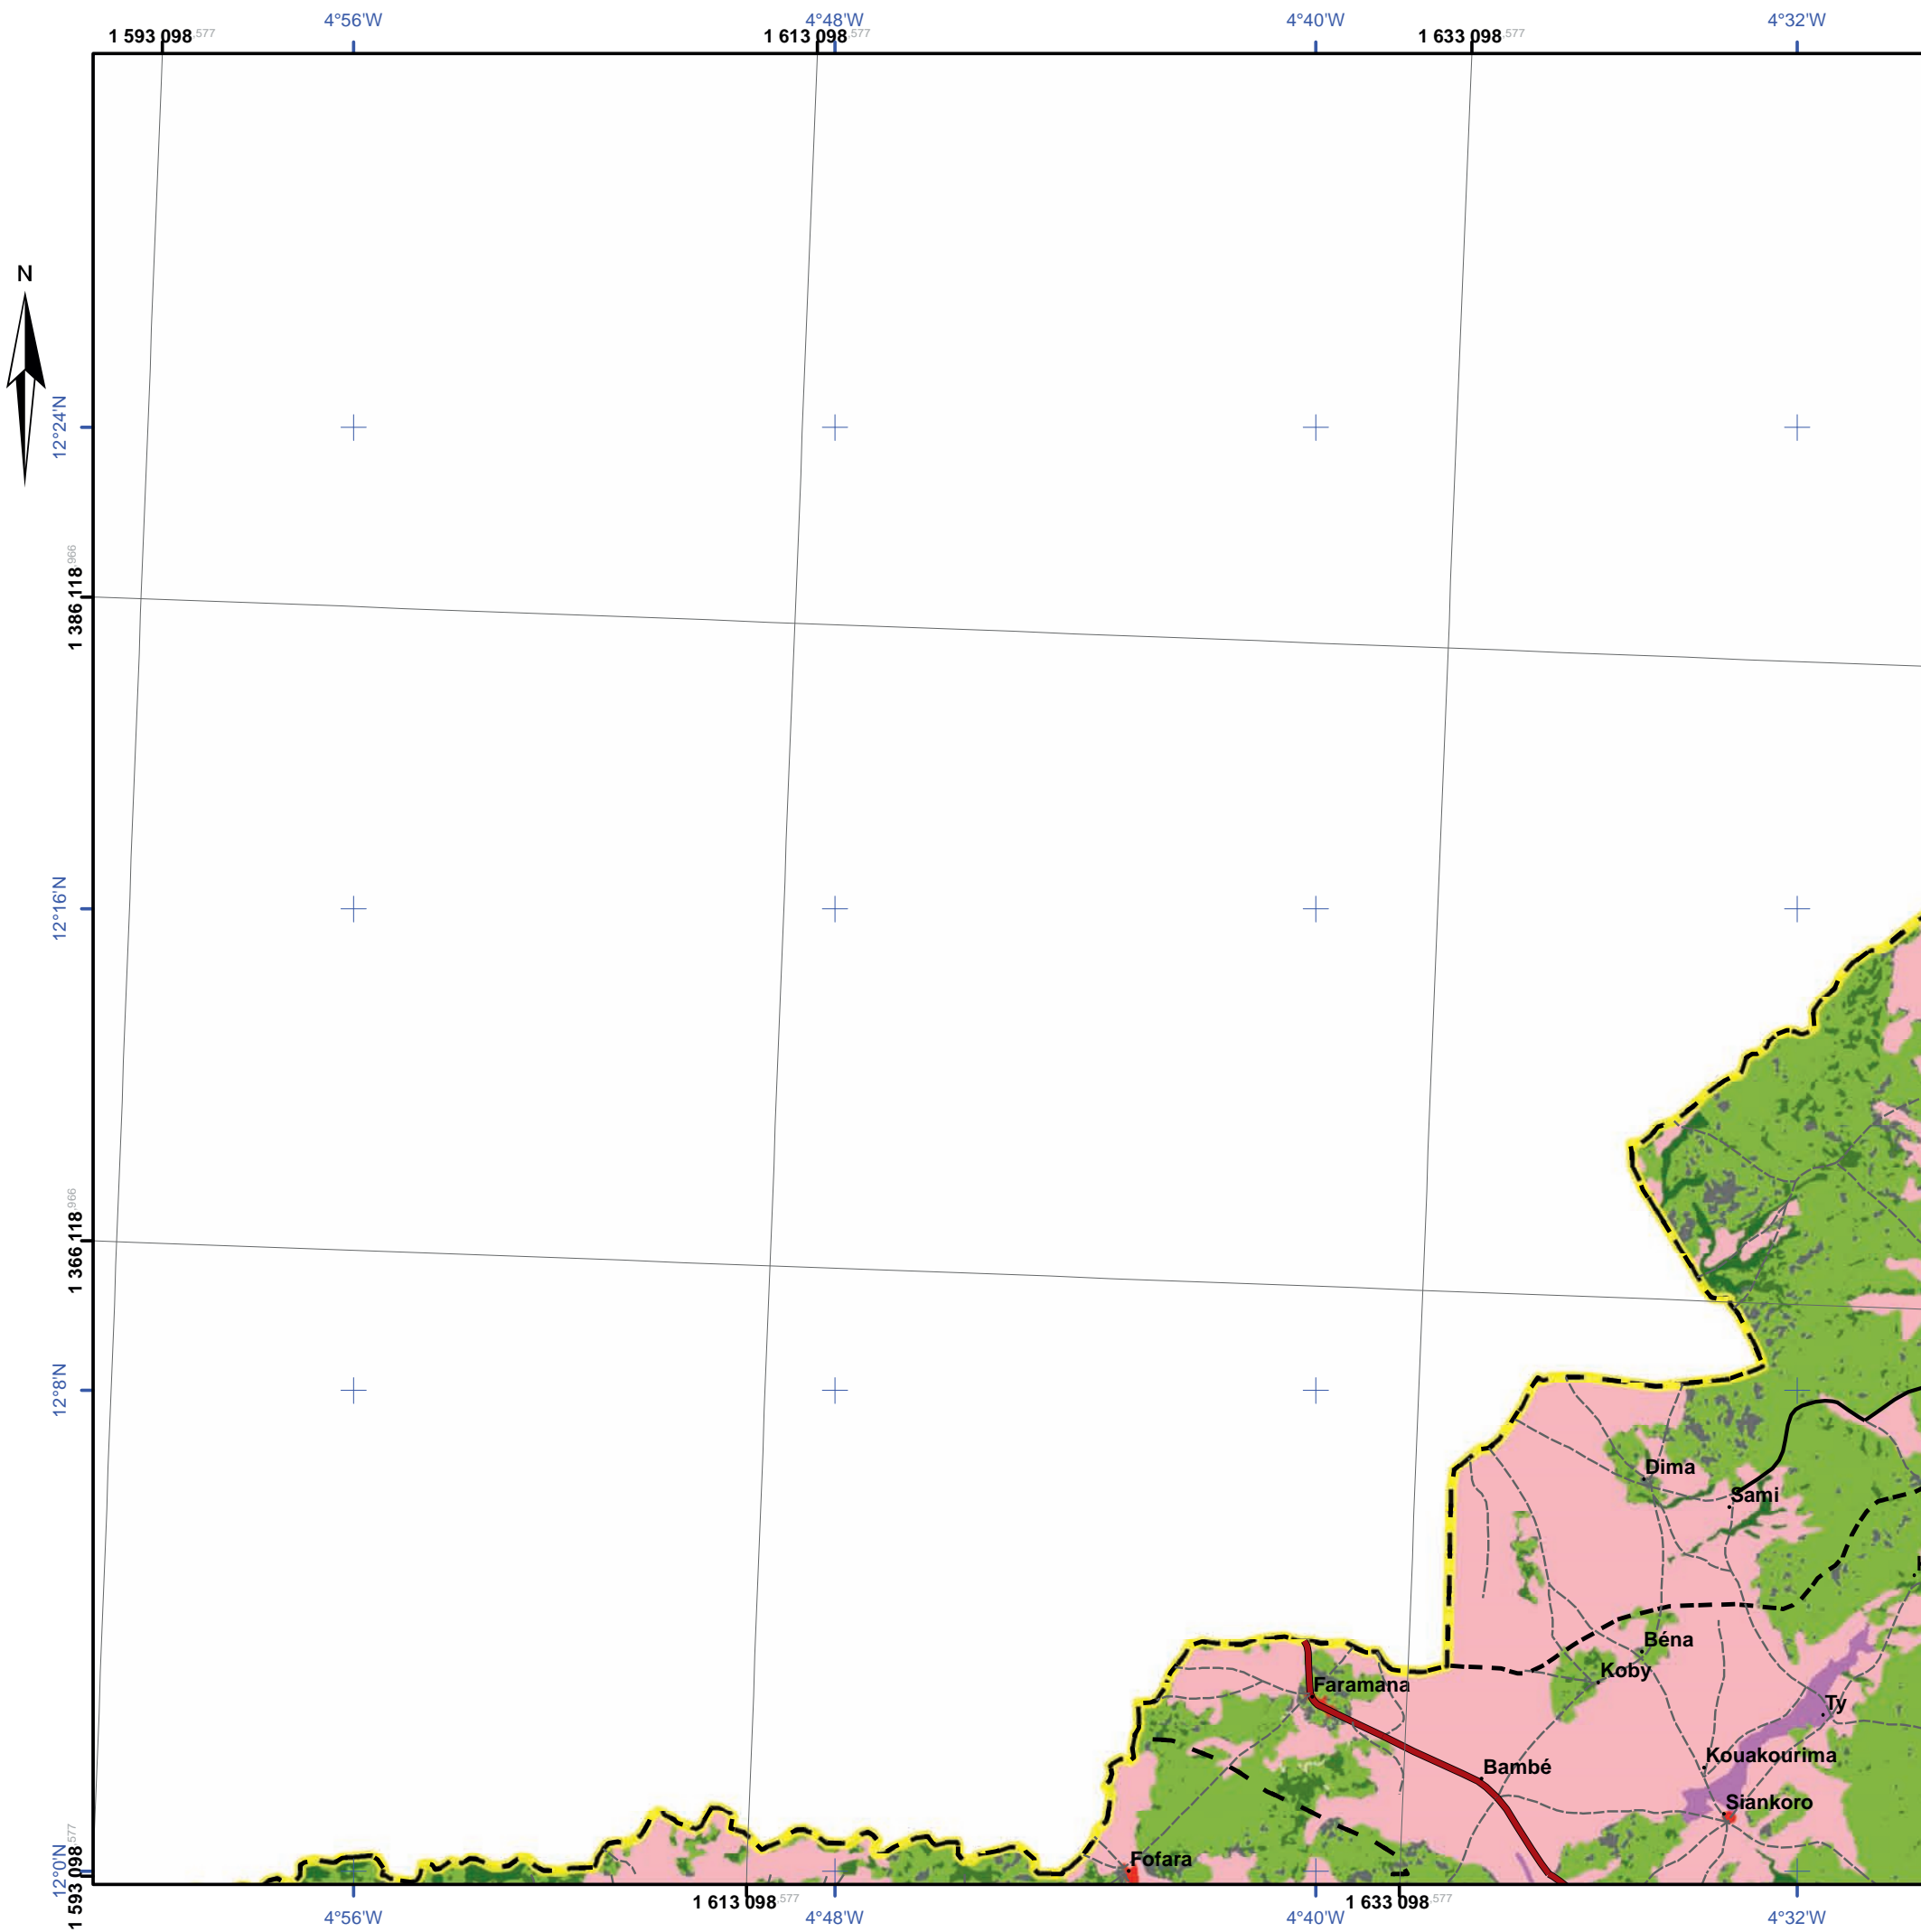 4°56'W 4°48'W 4°40'W 4°32'W
1 593 098.577 1 613 098.577 1 633 098.577
N
12°24'N
1 386 118.966
12°16'N
1 366 118.966
12°8'N
Dima
Sami
Béna
Koby
Faramana
Ty
Kouakourima
Bambé
Siankoro
Fofara
12°0'N
1 593 098.577
1 613 098.577 1 633 098.577
4°56'W 4°48'W 4°40'W 4°32'W